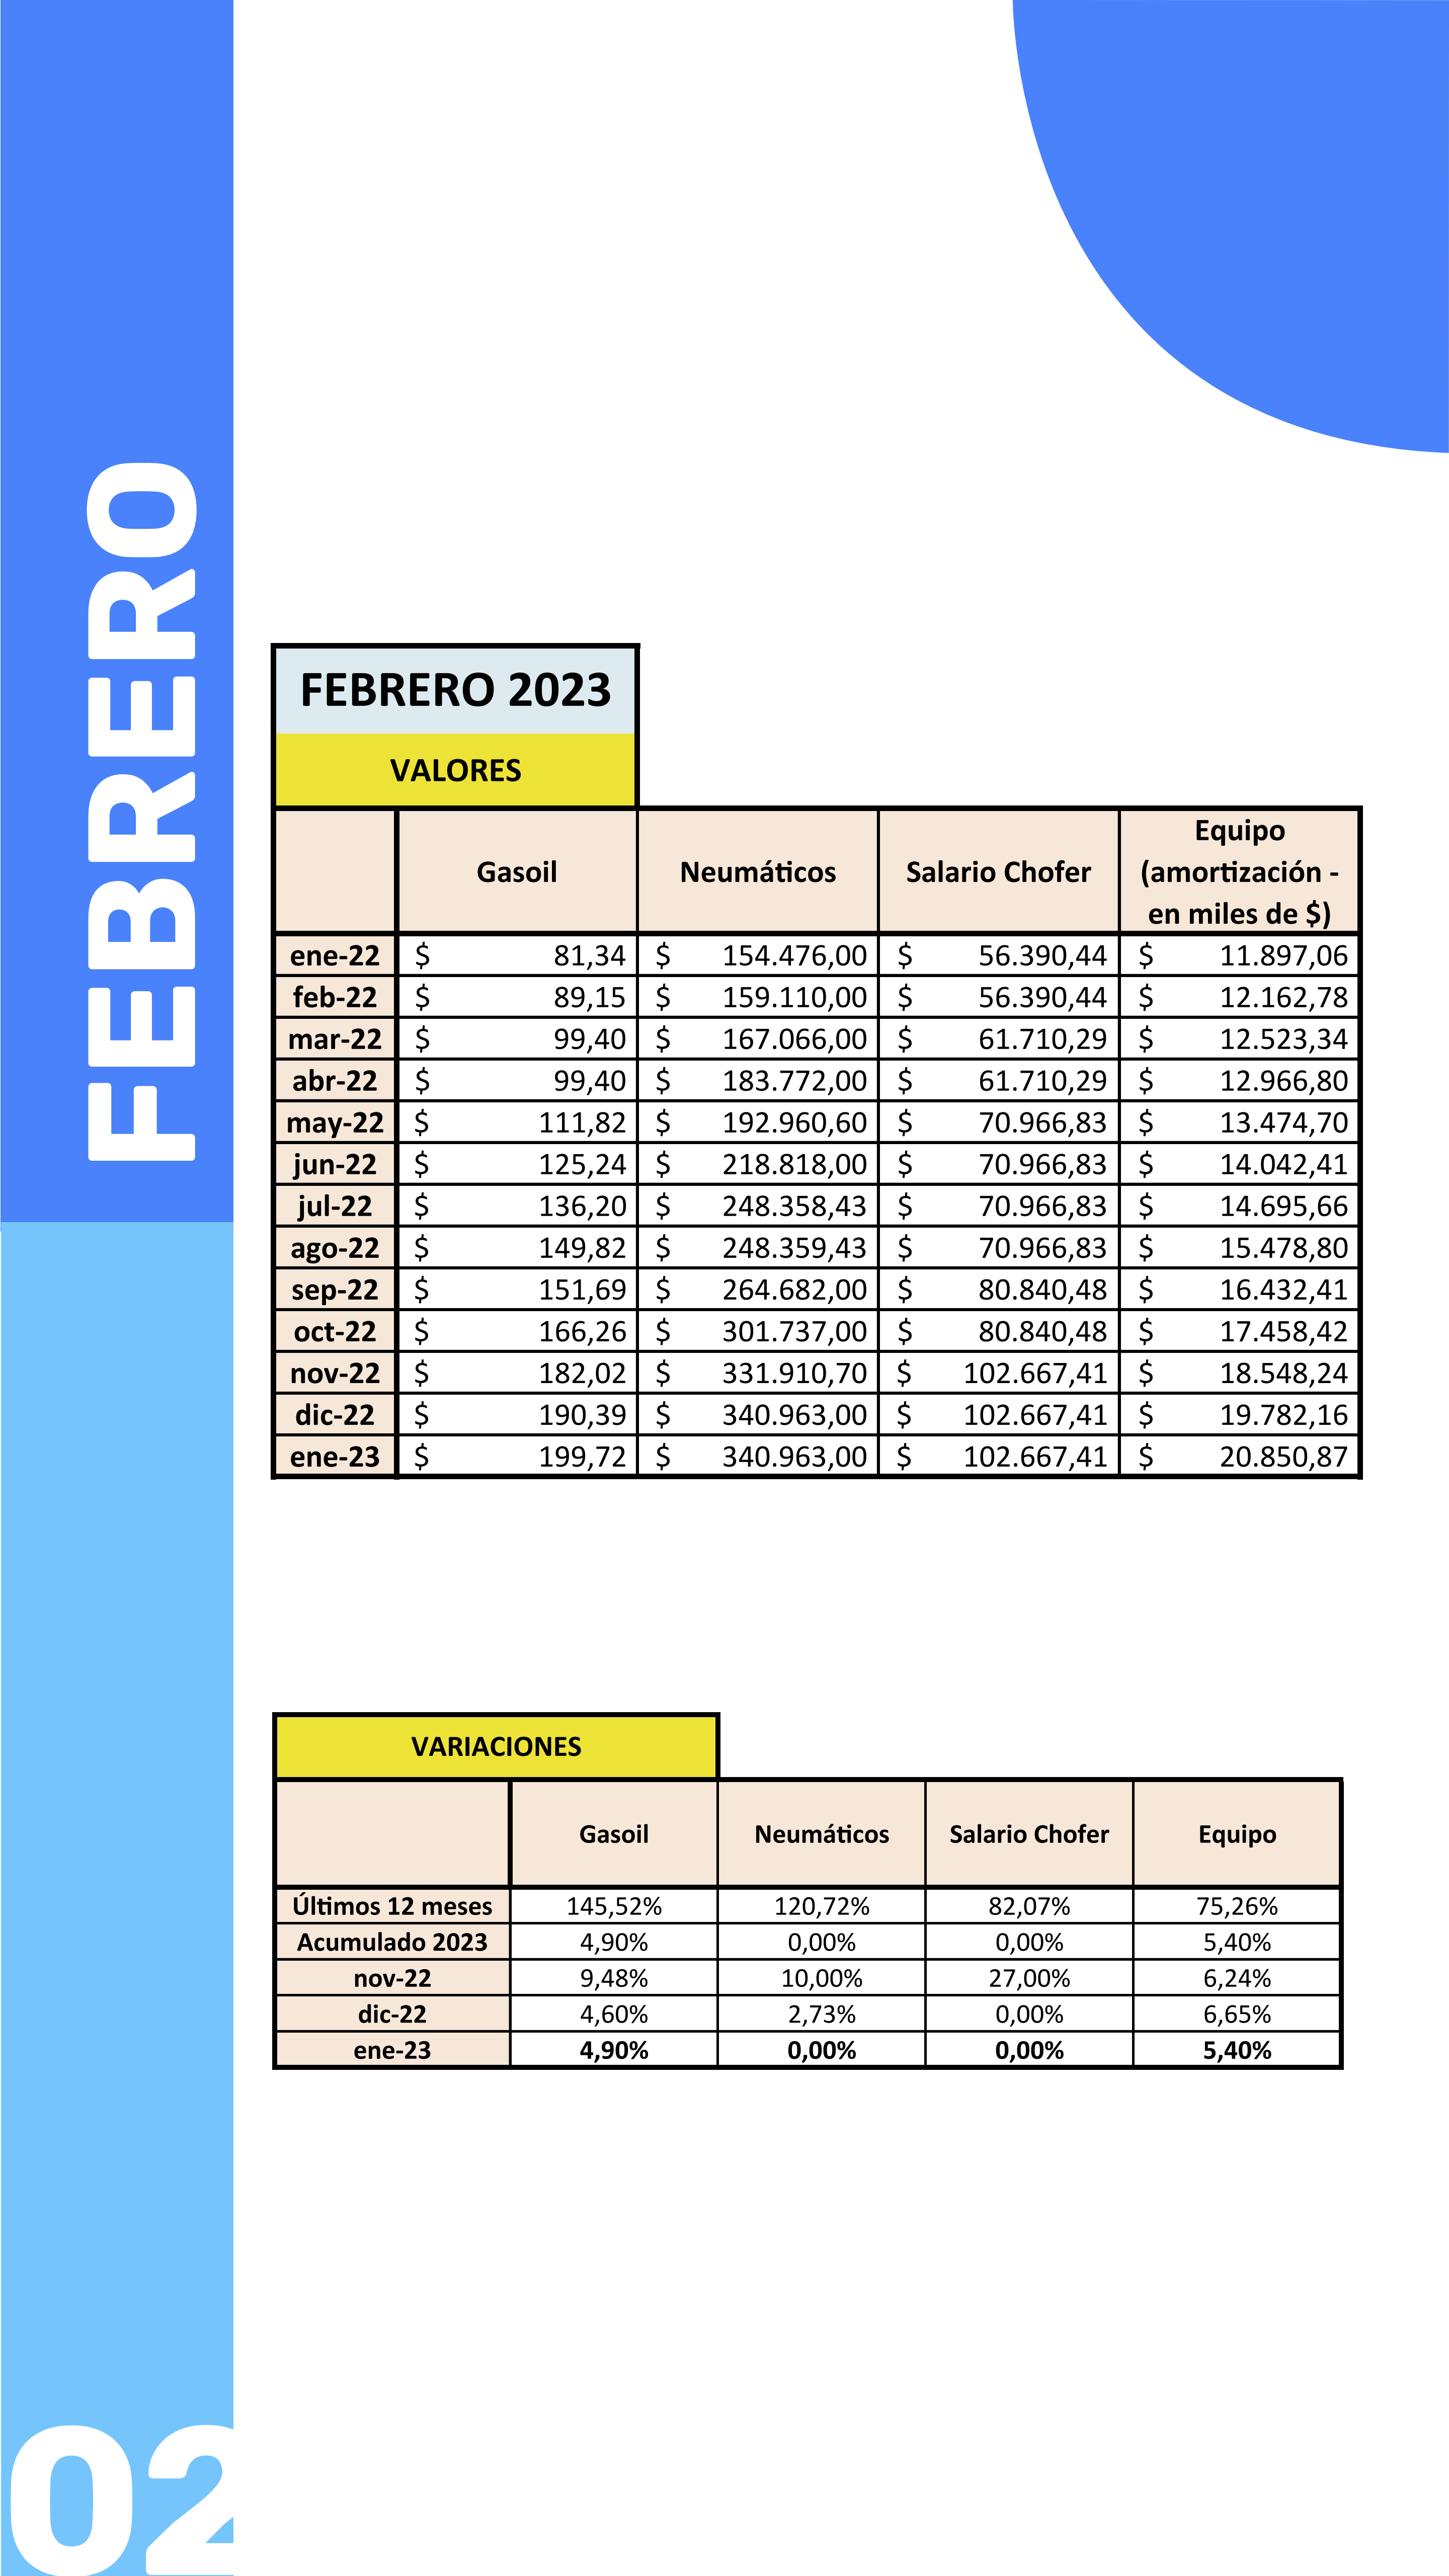 FEBRERO
FEBRERO 2023
VALORES
Gasoil Neumáticos Salario Chofer Equipo (amortización - en miles de $)
ene-22 $ 81,34 $ 154.476,00 $ 56.390,44 $ 11.897,06
feb-22 $ 89,15 $ 159.110,00 $ 56.390,44 $ 12.162,78
mar-22 $ 99,40 $ 167.066,00 $ 61.710,29 $ 12.523,34
abr-22 $ 99,40 $ 183.772,00 $ 61.710,29 $ 12.966,80
may-22 $ 111,82 $ 192.960,60 $ 70.966,83 $ 13.474,70
jun-22 $ 125,24 $ 218.818,00 $ 70.966,83 $ 14.042,41
jul-22 $ 136,20 $ 248.358,43 $ 70.966,83 $ 14.695,66
ago-22 $ 149,82 $ 248.359,43 $ 70.966,83 $ 15.478,80
sep-22 $ 151,69 $ 264.682,00 $ 80.840,48 $ 16.432,41
oct-22 $ 166,26 $ 301.737,00 $ 80.840,48 $ 17.458,42
nov-22 $ 182,02 $ 331.910,70 $ 102.667,41 $ 18.548,24
dic-22 $ 190,39 $ 340.963,00 $ 102.667,41 $ 19.782,16
ene-23 $ 199,72 $ 340.963,00 $ 102.667,41 $ 20.850,87
VARIACIONES
Gasoil Neumáticos Salario Chofer Equipo
Últimos 12 meses 145,52% 120,72% 82,07% 75,26%
Acumulado 2023 4,90% 0,00% 0,00% 5,40%
nov-22 9,48% 10,00% 27,00% 6,24%
dic-22 4,60% 2,73% 0,00% 6,65%
ene-23 4,90% 0,00% 0,00% 5,40%
02